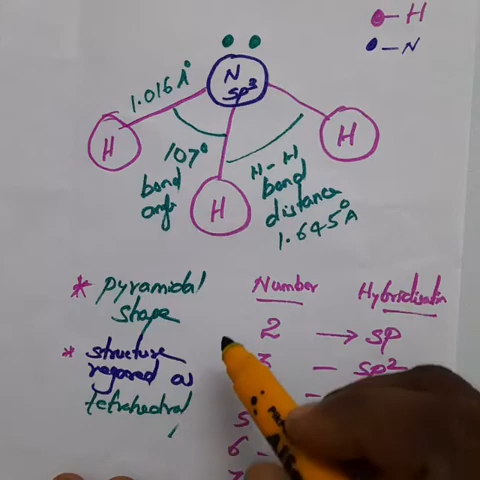 H
N
N
sp3
1.016 Å
H
H
H
107°
bond
angle
H-H
bond
distance
1.645 Å
* pyramidal
shape
* structure
regared as
tetrahedral
Number
Hybridisation
2 → sp
3 - sp2
-
5
6 -